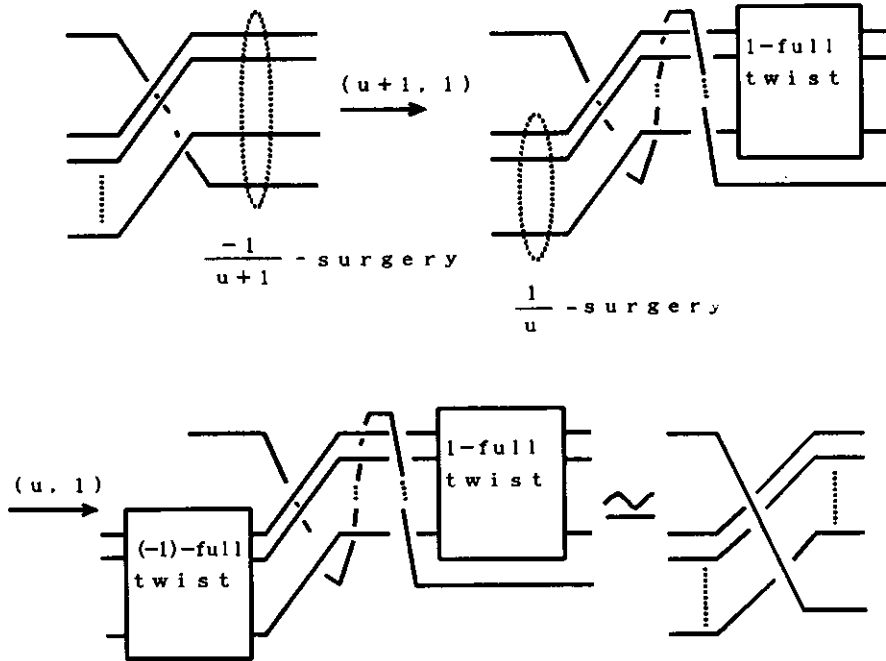 (u+1, 1)
1-full
twist
-1
u+1
-surgery
1
u
-surgery
(u, 1)
(-1)-full
twist
1-full
twist
≃